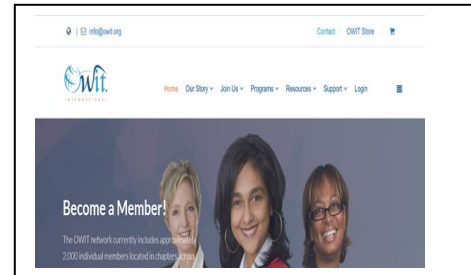 info@owit.org Contact OWIT Store
OWit.
INTERNATIONAL
Home Our Story Join Us Programs Resources Support Login
Become a Member!
The OWIT network currently includes approximately
2,000 individual members located in chapters across